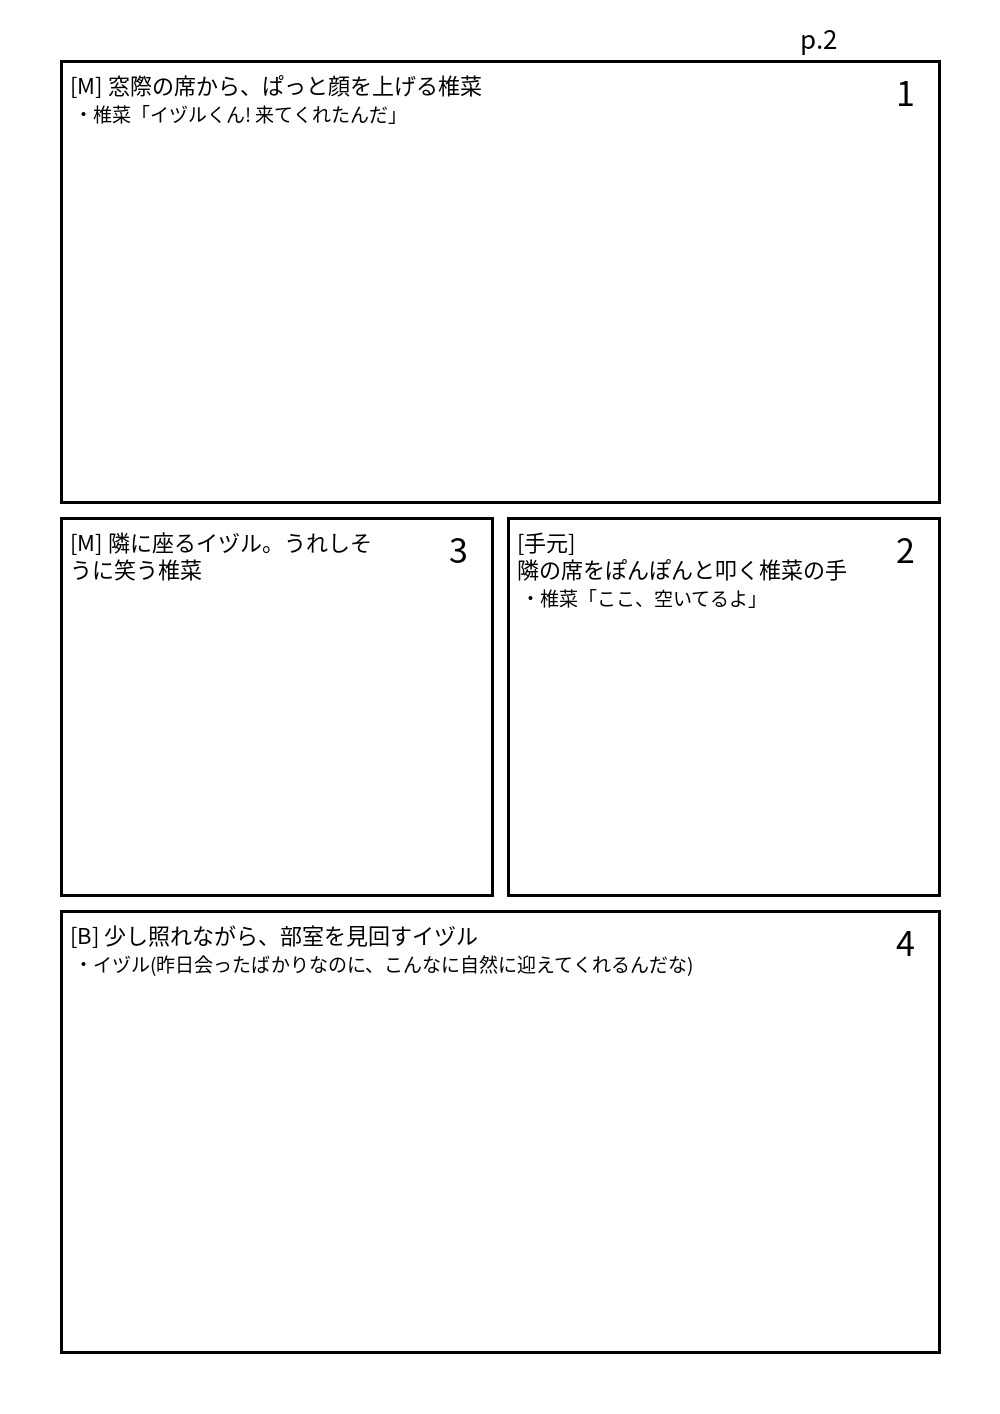 p.2
[M] 窓際の席から、ぱっと顔を上げる椎菜
1
・椎菜「イヅルくん! 来てくれたんだ」
[手元]
2
隣の席をぽんぽんと叩く椎菜の手
・椎菜「ここ、空いてるよ」
[M] 隣に座るイヅル。うれしそ
3
うに笑う椎菜
[B] 少し照れながら、部室を見回すイヅル
4
・イヅル(昨日会ったばかりなのに、こんなに自然に迎えてくれるんだな)